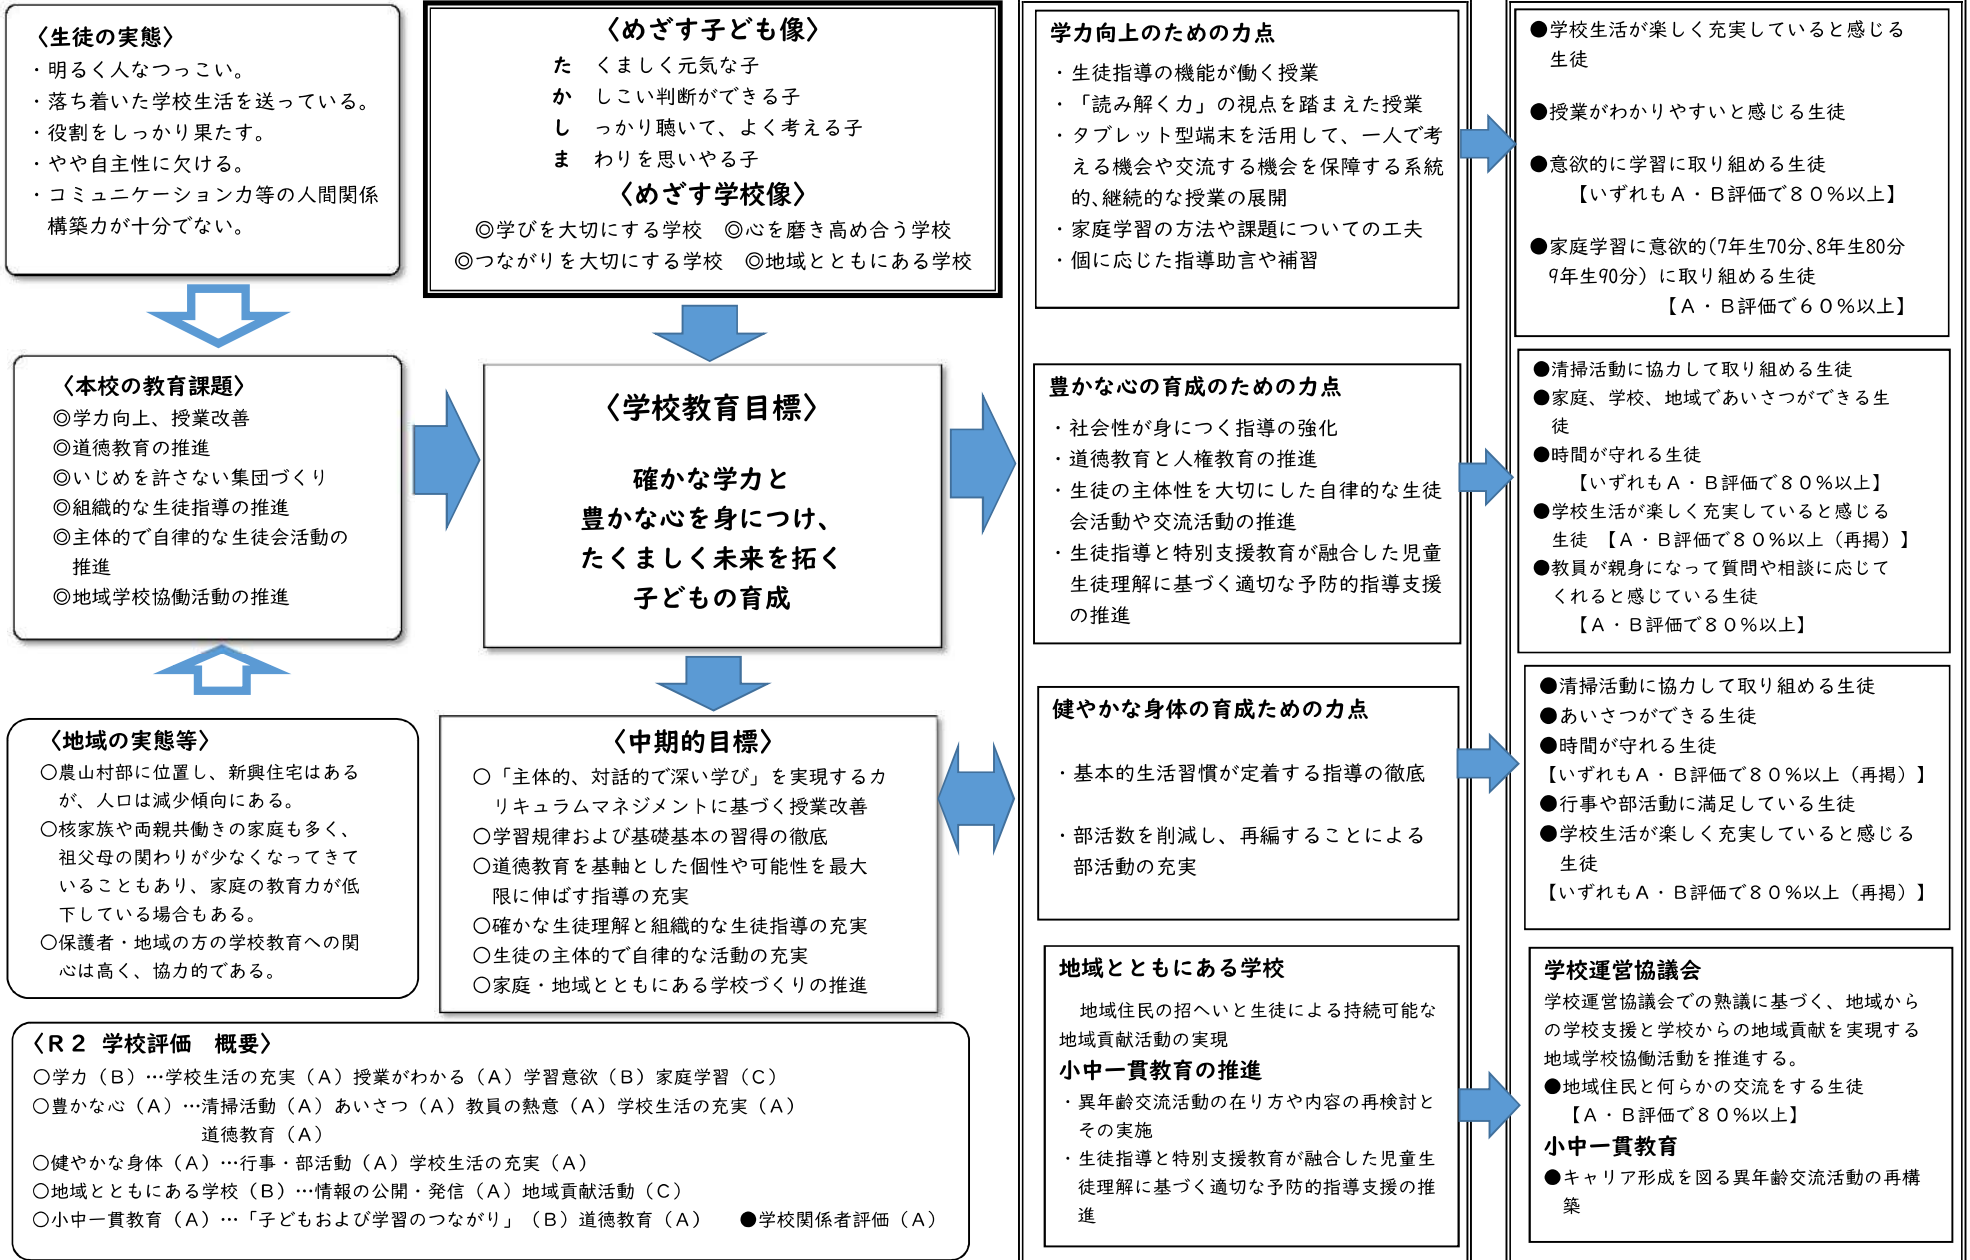 〈生徒の実態〉
・明るく人なつっこい。
・落ち着いた学校生活を送っている。
・役割をしっかり果たす。
・やや自主性に欠ける。
・コミュニケーション力等の人間関係
構築力が十分でない。
〈本校の教育課題〉
◎学力向上、授業改善
◎道徳教育の推進
◎いじめを許さない集団づくり
◎組織的な生徒指導の推進
◎主体的で自律的な生徒会活動の
推進
◎地域学校協働活動の推進
〈地域の実態等〉
○農山村部に位置し、新興住宅はある
が、人口は減少傾向にある。
○核家族や両親共働きの家庭も多く、
祖父母の関わりが少なくなってきて
いることもあり、家庭の教育力が低
下している場合もある。
○保護者・地域の方の学校教育への関
心は高く、協力的である。
〈めざす子ども像〉
た　くましく元気な子
か　しこい判断ができる子
し　っかり聴いて、よく考える子
ま　わりを思いやる子
〈めざす学校像〉
◎学びを大切にする学校　◎心を磨き高め合う学校
◎つながりを大切にする学校　◎地域とともにある学校
〈学校教育目標〉
確かな学力と
豊かな心を身につけ、
たくましく未来を拓く
子どもの育成
〈中期的目標〉
○「主体的、対話的で深い学び」を実現するカ
リキュラムマネジメントに基づく授業改善
○学習規律および基礎基本の習得の徹底
○道徳教育を基軸とした個性や可能性を最大
限に伸ばす指導の充実
○確かな生徒理解と組織的な生徒指導の充実
○生徒の主体的で自律的な活動の充実
○家庭・地域とともにある学校づくりの推進
〈Ｒ２ 学校評価　概要〉
○学力（Ｂ）…学校生活の充実（Ａ）授業がわかる（Ａ）学習意欲（Ｂ）家庭学習（Ｃ）
○豊かな心（Ａ）…清掃活動（Ａ）あいさつ（Ａ）教員の熱意（Ａ）学校生活の充実（Ａ）
道徳教育（Ａ）
○健やかな身体（Ａ）…行事・部活動（Ａ）学校生活の充実（Ａ）
○地域とともにある学校（Ｂ）…情報の公開・発信（Ａ）地域貢献活動（Ｃ）
○小中一貫教育（Ａ）…「子どもおよび学習のつながり」（Ｂ）道徳教育（Ａ）　●学校関係者評価（Ａ）
学力向上のための力点
・生徒指導の機能が働く授業
・「読み解く力」の視点を踏まえた授業
・タブレット型端末を活用して、一人で考
える機会や交流する機会を保障する系統
的、継続的な授業の展開
・家庭学習の方法や課題についての工夫
・個に応じた指導助言や補習
豊かな心の育成のための力点
・社会性が身につく指導の強化
・道徳教育と人権教育の推進
・生徒の主体性を大切にした自律的な生徒
会活動や交流活動の推進
・生徒指導と特別支援教育が融合した児童
生徒理解に基づく適切な予防的指導支援
の推進
健やかな身体の育成ための力点
・基本的生活習慣が定着する指導の徹底
・部活数を削減し、再編することによる
部活動の充実
地域とともにある学校
地域住民の招へいと生徒による持続可能な
地域貢献活動の実現
小中一貫教育の推進
・異年齢交流活動の在り方や内容の再検討と
その実施
・生徒指導と特別支援教育が融合した児童生
徒理解に基づく適切な予防的指導支援の推
進
●学校生活が楽しく充実していると感じる
生徒
●授業がわかりやすいと感じる生徒
●意欲的に学習に取り組める生徒
【いずれもＡ・Ｂ評価で８０％以上】
●家庭学習に意欲的(7年生70分、8年生80分
9年生90分）に取り組める生徒
【Ａ・Ｂ評価で６０％以上】
●清掃活動に協力して取り組める生徒
●家庭、学校、地域であいさつができる生
徒
●時間が守れる生徒
【いずれもＡ・Ｂ評価で８０％以上】
●学校生活が楽しく充実していると感じる
生徒 【Ａ・Ｂ評価で８０％以上（再掲）】
●教員が親身になって質問や相談に応じて
くれると感じている生徒
【Ａ・Ｂ評価で８０％以上】
●清掃活動に協力して取り組める生徒
●あいさつができる生徒
●時間が守れる生徒
【いずれもＡ・Ｂ評価で８０％以上（再掲）】
●行事や部活動に満足している生徒
●学校生活が楽しく充実していると感じる
生徒
【いずれもＡ・Ｂ評価で８０％以上（再掲）】
学校運営協議会
学校運営協議会での熟議に基づく、地域から
の学校支援と学校からの地域貢献を実現する
地域学校協働活動を推進する。
●地域住民と何らかの交流をする生徒
【Ａ・Ｂ評価で８０％以上】
小中一貫教育
●キャリア形成を図る異年齢交流活動の再構
築